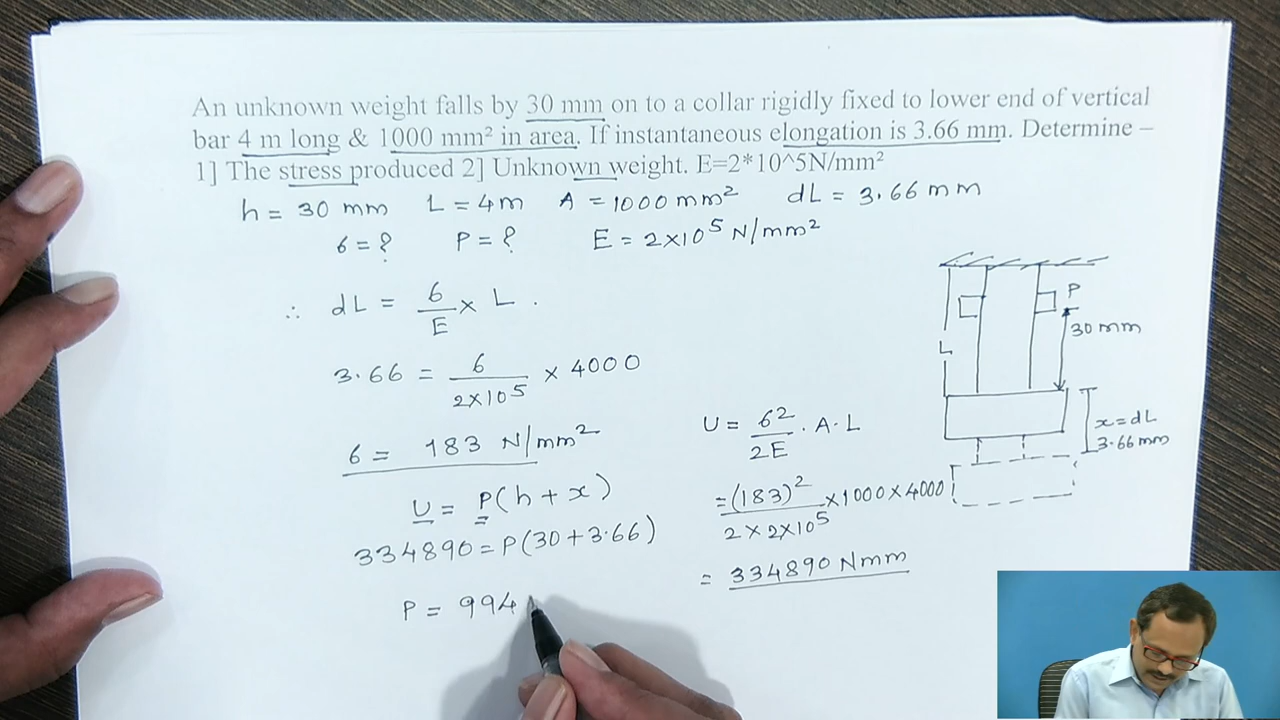 An unknown weight falls by 30 mm on to a collar rigidly fixed to lower end of vertical
bar 4 m long & 1000 mm² in area. If instantaneous elongation is 3.66 mm. Determine –
1] The stress produced 2] Unknown weight. E=2*10^5N/mm²
h = 30 mm L = 4m A = 1000 mm² dL = 3.66 mm
6 = ? P = ? E = 2×10⁵ N/mm²
∴ dL = 6/E × L .
3.66 = 6/2×10⁵ × 4000
6 = 183 N/mm²
U = P(h + x)
334890 = P(30 + 3.66)
P = 994
U = 6²/2E . A.L
= (183)²/2 × 2×10⁵ × 1000 × 4000
= 334890 Nmm
P
30 mm
L
x = dL
3.66 mm